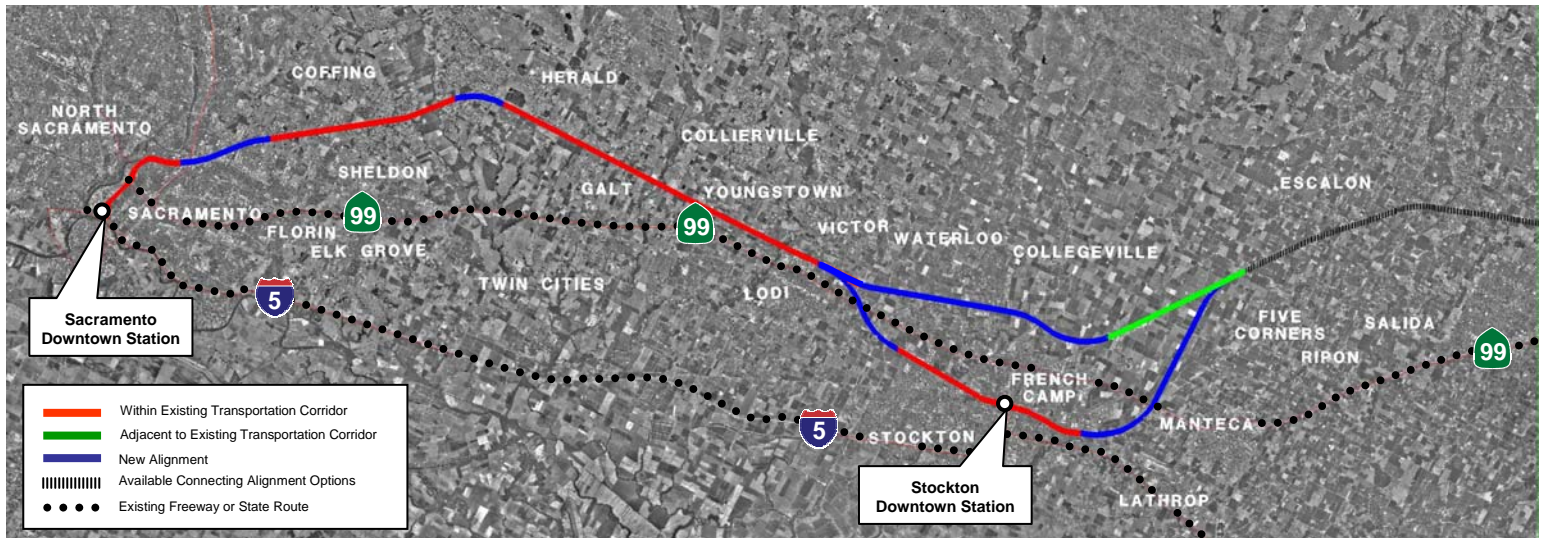 COFFING
HERALD
NORTH
SACRAMENTO
COLLIERVILLE
SHELDON
GALT
YOUNGSTOWN
ESCALON
SACRAMENTO
99
FLORIN
ELK GROVE
99
VICTOR
WATERLOO
COLLEGEVILLE
TWIN CITIES
LODI
5
Sacramento
Downtown Station
FIVE
CORNERS
SALIDA
RIPON
99
FRENCH
CAMP
MANTECA
5
STOCKTON
LATHROP
Stockton
Downtown Station
Within Existing Transportation Corridor
Adjacent to Existing Transportation Corridor
New Alignment
Available Connecting Alignment Options
Existing Freeway or State Route